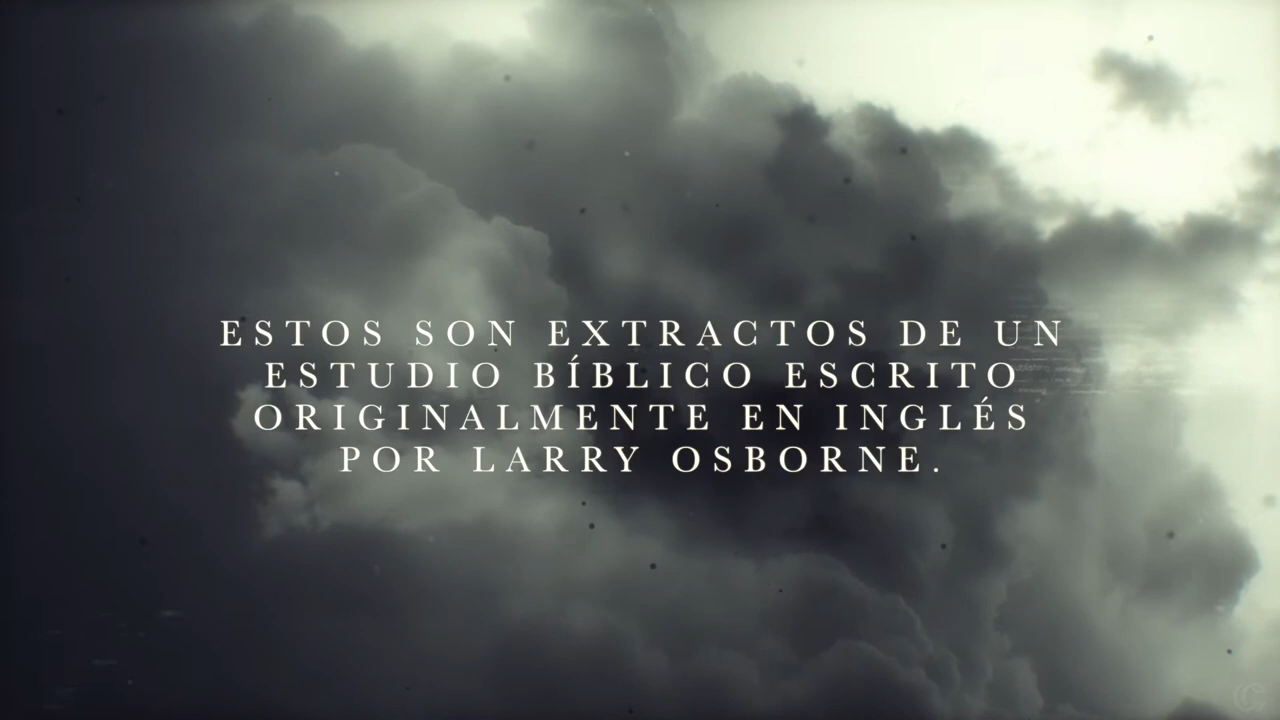 ESTOS SON EXTRACTOS DE UN
ESTUDIO BÍBLICO ESCRITO
ORIGINALMENTE EN INGLÉS
POR LARRY OSBORNE.